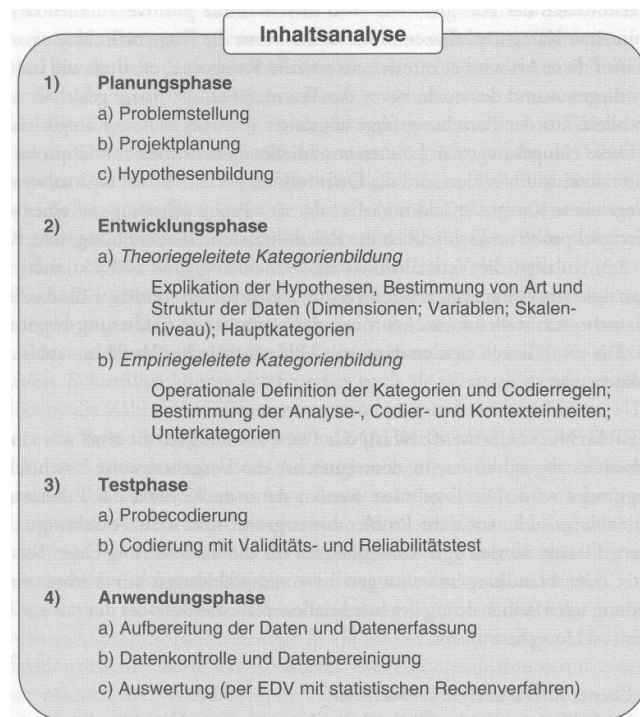 Inhaltsanalyse
1) Planungsphase
a) Problemstellung
b) Projektplanung
c) Hypothesenbildung
2) Entwicklungsphase
a) Theoriegeleitete Kategorienbildung
Explikation der Hypothesen, Bestimmung von Art und
Struktur der Daten (Dimensionen; Variablen; Skalen-
niveau); Hauptkategorien
b) Empiriegeleitete Kategorienbildung
Operationale Definition der Kategorien und Codierregeln;
Bestimmung der Analyse-, Codier- und Kontexteinheiten;
Unterkategorien
3) Testphase
a) Probecodierung
b) Codierung mit Validitäts- und Reliabilitätstest
4) Anwendungsphase
a) Aufbereitung der Daten und Datenerfassung
b) Datenkontrolle und Datenbereinigung
c) Auswertung (per EDV mit statistischen Rechenverfahren)